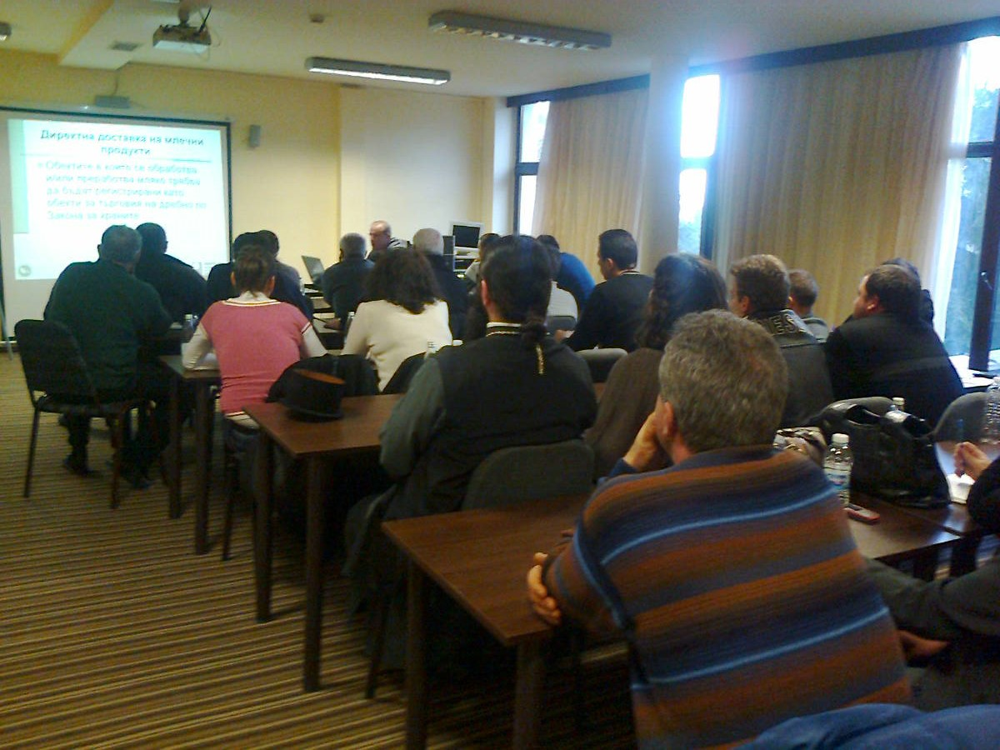 Директна доставка на млечни
продукти
Обектите в които се обработва
и/или преработва мляко трябва
да бъдат регистрирани като
обекти за търговия на дребно по
Закона за храните